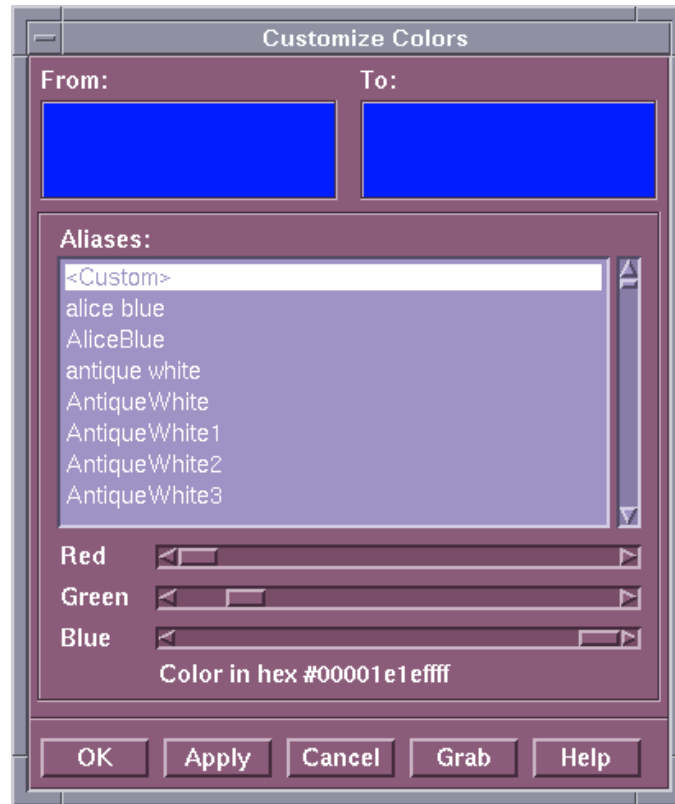 Customize Colors
From: To:
Aliases:
<Custom>
alice blue
AliceBlue
antique white
AntiqueWhite
AntiqueWhite1
AntiqueWhite2
AntiqueWhite3
Red
Green
Blue
Color in hex #00001e1effff
OK Apply Cancel Grab Help